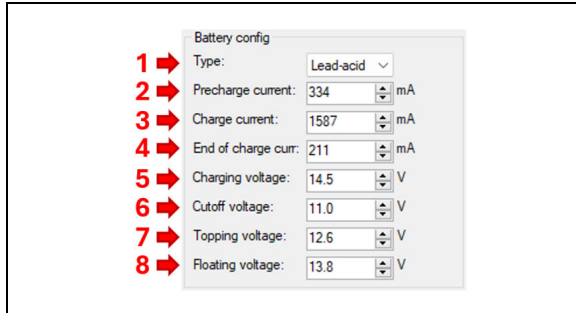 Battery config
1 Type: Lead-acid
2 Precharge current: 334 mA
3 Charge current: 1587 mA
4 End of charge curr: 211 mA
5 Charging voltage: 14.5 V
6 Cutoff voltage: 11.0 V
7 Topping voltage: 12.6 V
8 Floating voltage: 13.8 V